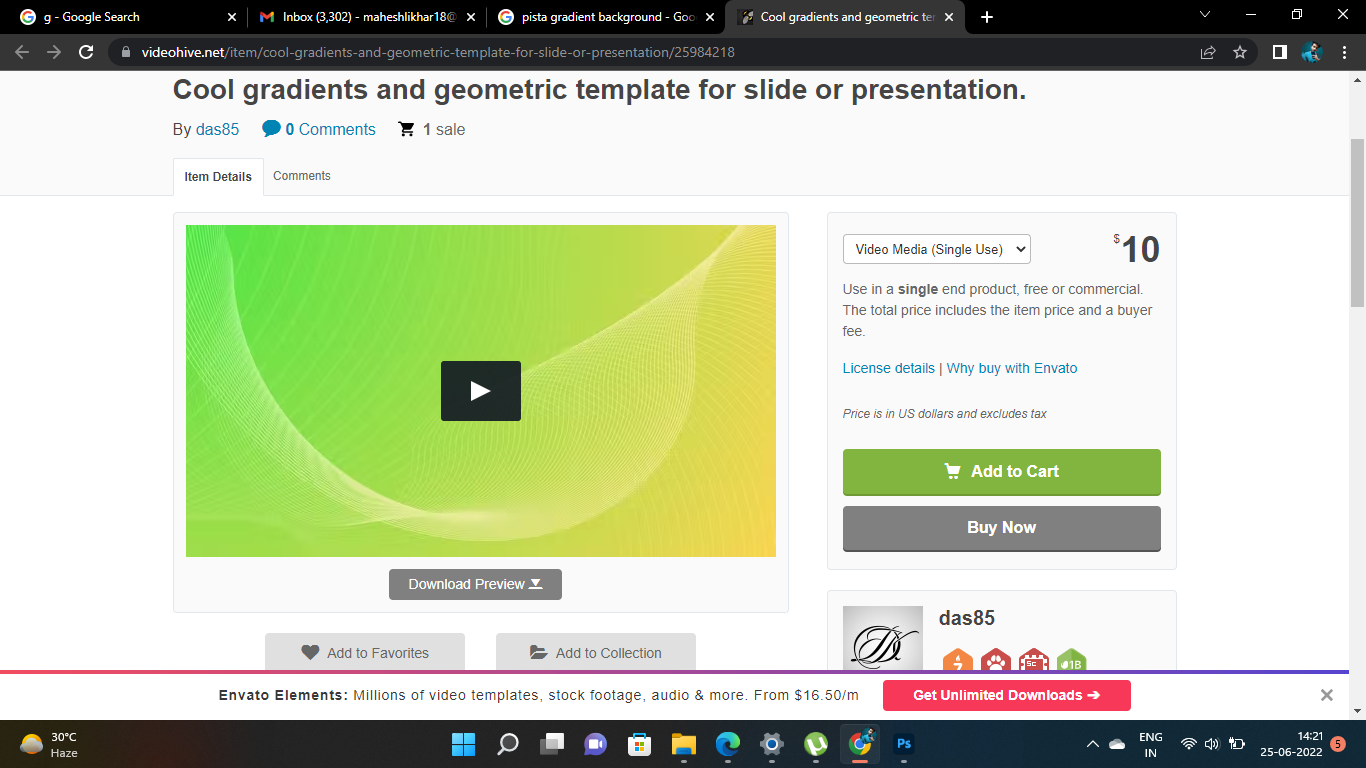 g - Google Search
Inbox (3,302) - maheshlikhar18@
pista gradient background - Goo
Cool gradients and geometric te
videohive.net/item/cool-gradients-and-geometric-template-for-slide-or-presentation/25984218
Cool gradients and geometric template for slide or presentation.
By das85 0 Comments 1 sale
Item Details Comments
Video Media (Single Use) $10
Use in a single end product, free or commercial.
The total price includes the item price and a buyer
fee.
License details | Why buy with Envato
Price is in US dollars and excludes tax
Add to Cart
Buy Now
Download Preview
das85
Add to Favorites Add to Collection
Envato Elements: Millions of video templates, stock footage, audio & more. From $16.50/m Get Unlimited Downloads
30°C
Haze
Ps
ENG
IN
14:21
25-06-2022
5